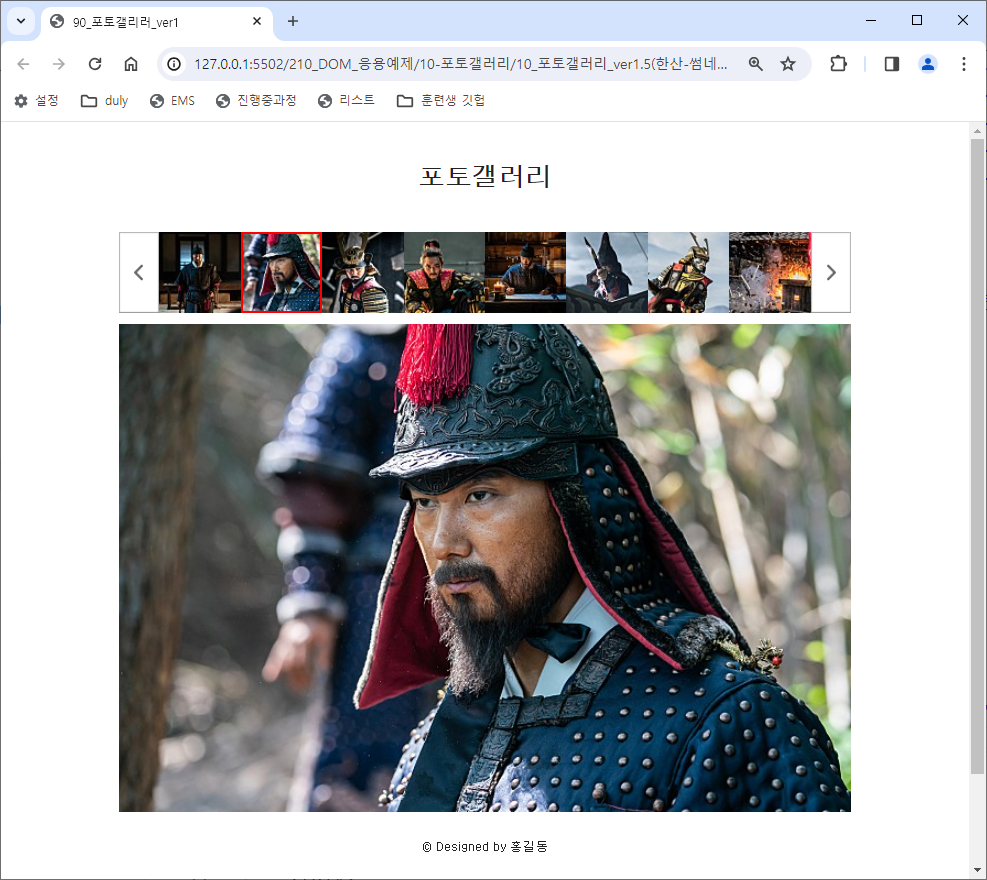 90_포토갤리러_ver1
127.0.0.1:5502/210_DOM_응용예제/10-포토갤러리/10_포토갤러리_ver1.5(한산-썸네...
설정 duly EMS 진행중과정 리스트 훈련생 깃헙
포토갤러리
© Designed by 홍길동